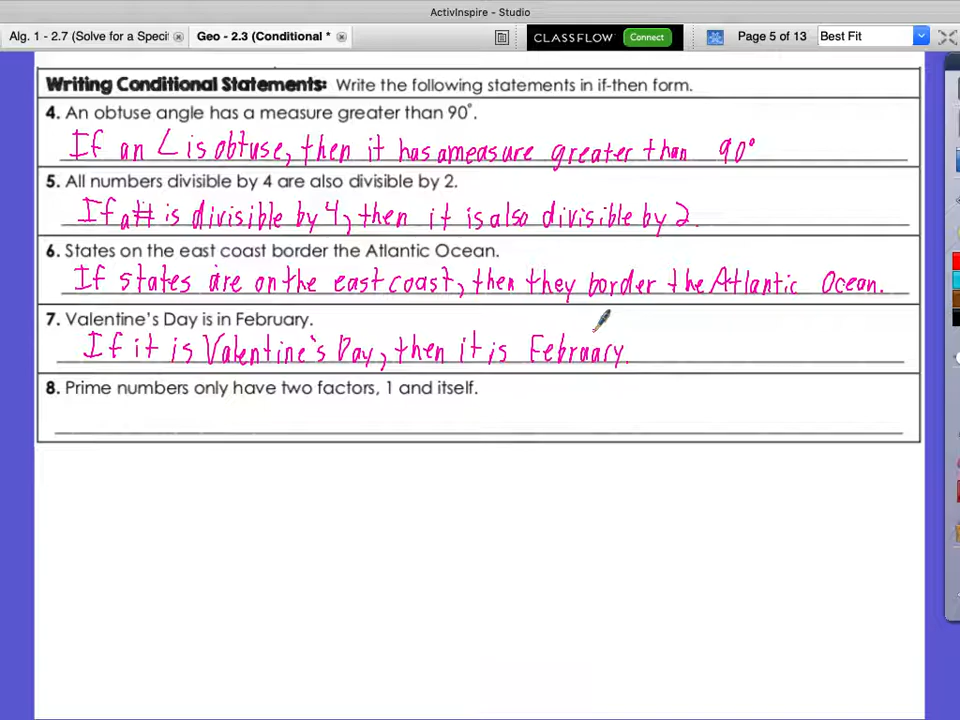 ActivInspire - Studio
Alg. 1 - 2.7 (Solve for a Speci
Geo - 2.3 (Conditional *
CLASSFLOW Connect
Page 5 of 13
Best Fit
Writing Conditional Statements: Write the following statements in if-then form.
4. An obtuse angle has a measure greater than 90°.
If an ∠ is obtuse, then it has a measure greater than 90°
5. All numbers divisible by 4 are also divisible by 2.
If a # is divisible by 4, then it is also divisible by 2.
6. States on the east coast border the Atlantic Ocean.
If states are on the east coast, then they border the Atlantic Ocean.
7. Valentine's Day is in February.
If it is Valentine's Day, then it is February.
8. Prime numbers only have two factors, 1 and itself.